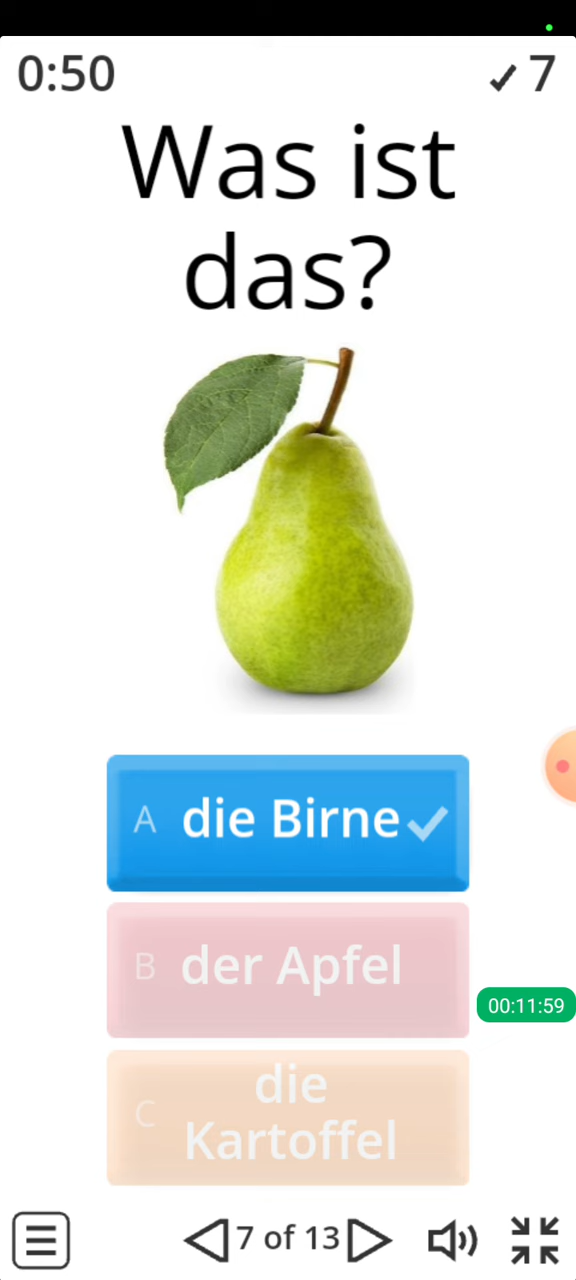 0:50 ✓ 7
Was ist
das?
A die Birne
B der Apfel
00:11:59
C die
Kartoffel
7 of 13